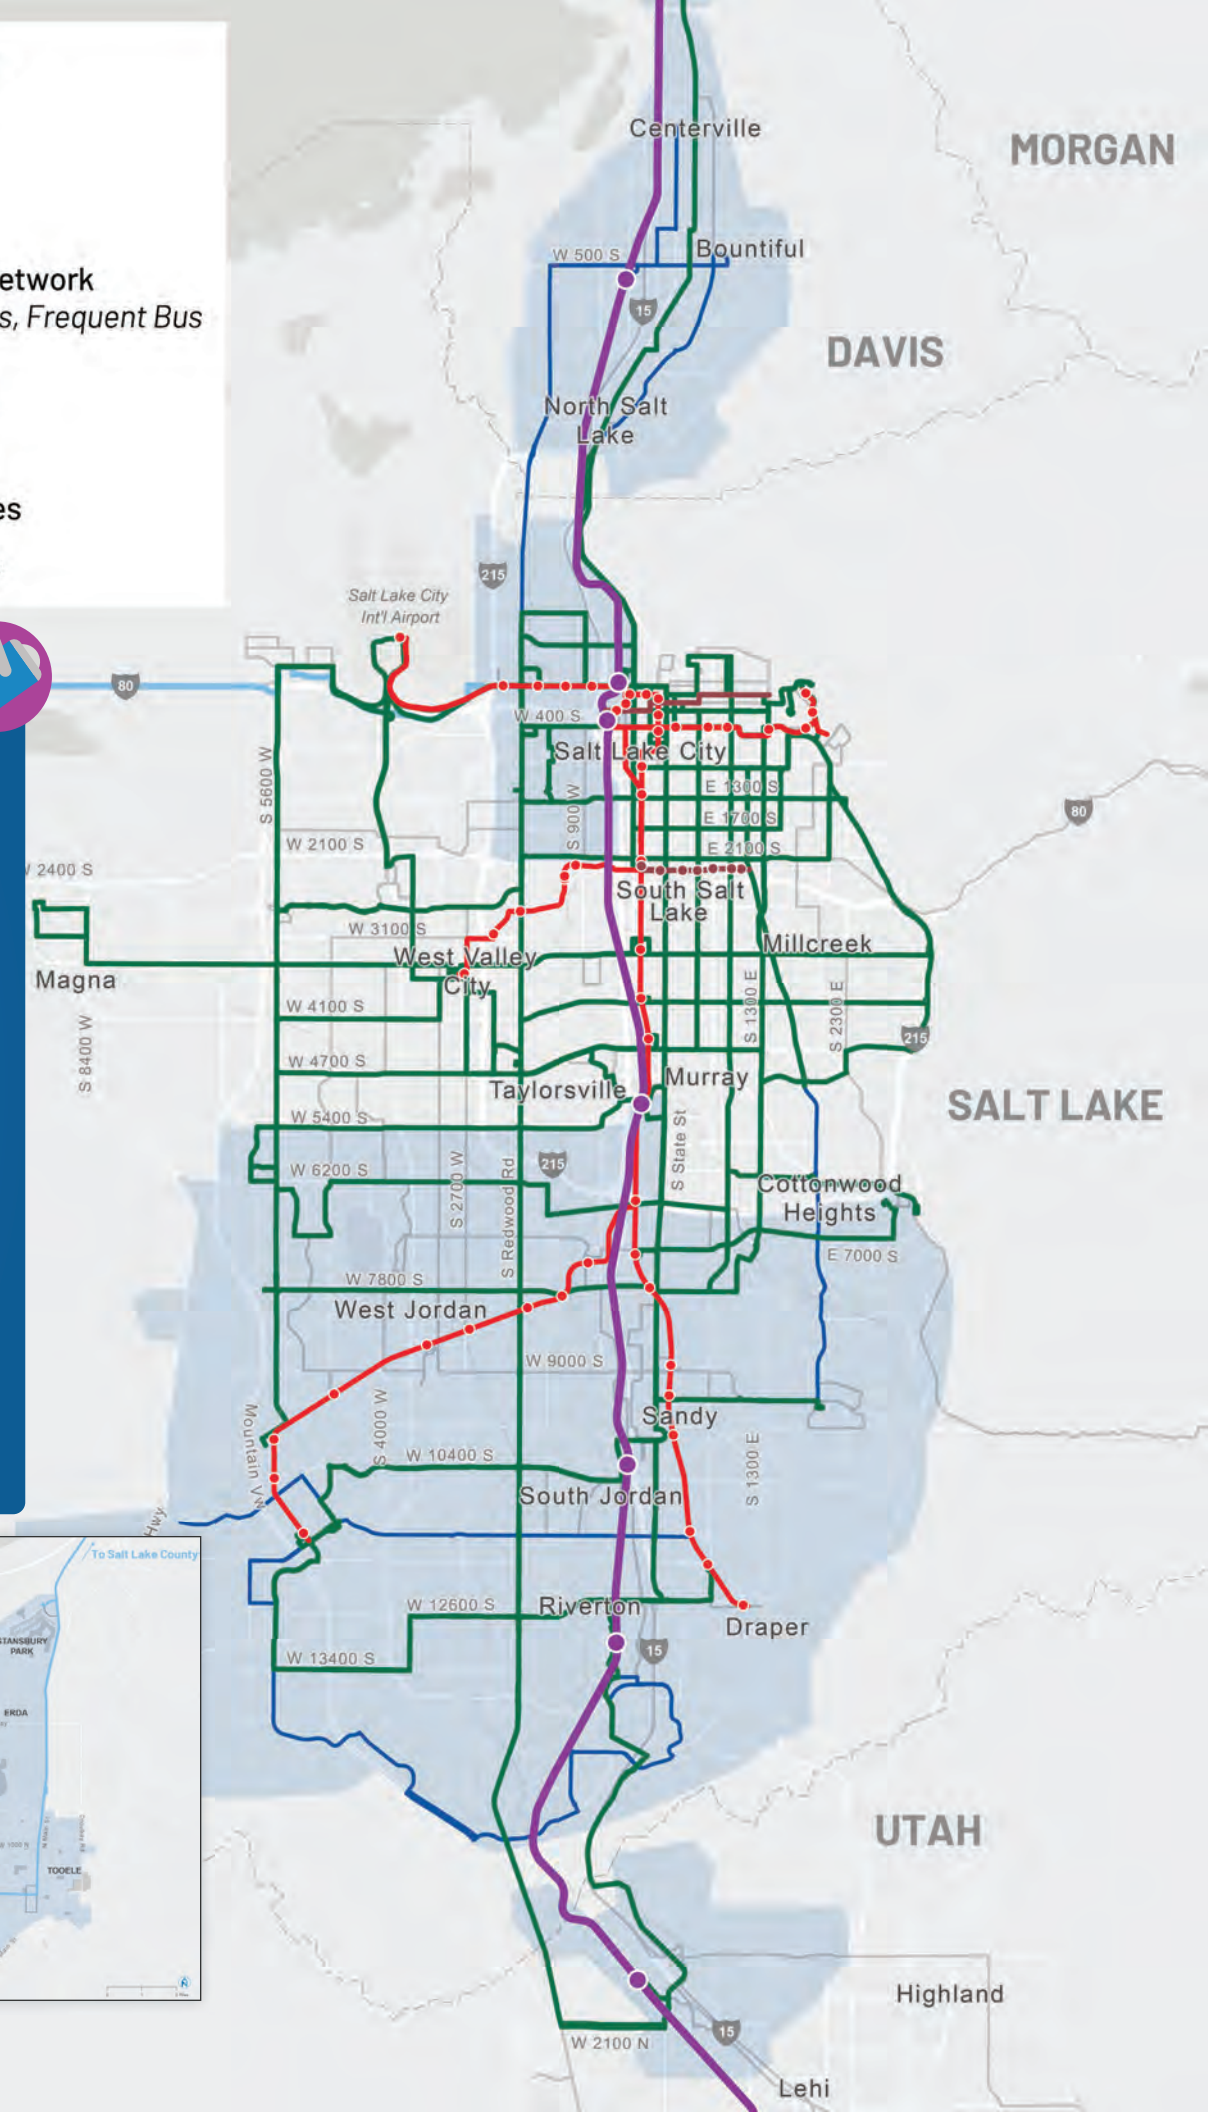 Centerville
MORGAN
W 500 S
Bountiful
etwork
s, Frequent Bus
15
DAVIS
North Salt
Lake
es
215
Salt Lake City
Int'l Airport
80
W 400 S
Salt Lake City
S 5600 W
S 900 W
E 1300 S
80
E 1700 S
W 2100 S
E 2100 S
2400 S
South Salt
Lake
W 3100 S
Millcreek
West Valley
City
Magna
W 4100 S
S 1300 E
S 2300 E
215
S 8400 W
W 4700 S
Taylorsville
Murray
SALT LAKE
W 5400 S
S State St
W 6200 S
215
S 2700 W
S Redwood Rd
Cottonwood
Heights
E 7000 S
W 7800 S
West Jordan
W 9000 S
S 4000 W
Sandy
Mountain Vw
W 10400 S
S 1300 E
South Jordan
Hwy
To Salt Lake County
W 12600 S
Riverton
Draper
STANSBURY
PARK
15
W 13400 S
ERDA
UTAH
TOOELE
N
Highland
15
W 2100 N
Lehi